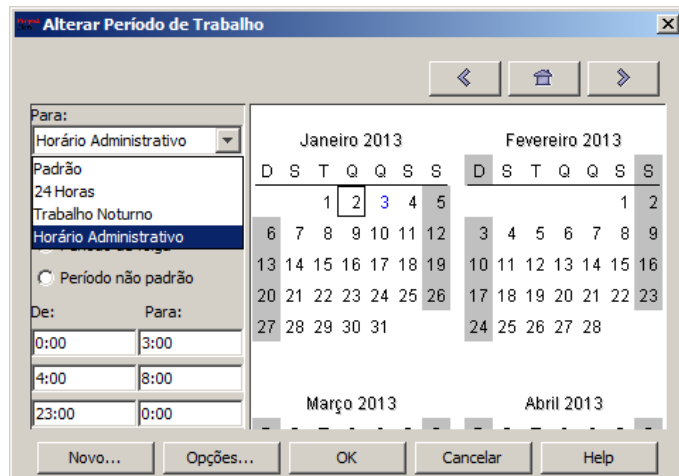 Alterar Período de Trabalho
Para:
Horário Administrativo
Padrão
24 Horas
Trabalho Noturno
Horário Administrativo
Período não padrão
De: Para:
0:00 3:00
4:00 8:00
23:00 0:00
Janeiro 2013
D S T Q Q S S
1 2 3 4 5
6 7 8 9 10 11 12
13 14 15 16 17 18 19
20 21 22 23 24 25 26
27 28 29 30 31
Fevereiro 2013
D S T Q Q S S
1 2
3 4 5 6 7 8 9
10 11 12 13 14 15 16
17 18 19 20 21 22 23
24 25 26 27 28
Março 2013
Abril 2013
Novo... Opções... OK Cancelar Help